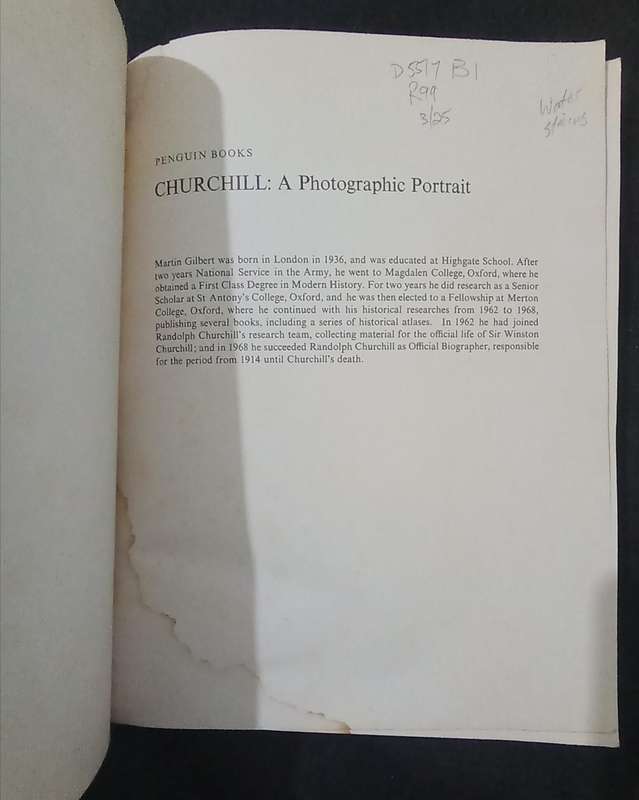 D5517 B1
R99
3/25
Water
stains
PENGUIN BOOKS
CHURCHILL: A Photographic Portrait
Martin Gilbert was born in London in 1936, and was educated at Highgate School. After
two years National Service in the Army, he went to Magdalen College, Oxford, where he
obtained a First Class Degree in Modern History. For two years he did research as a Senior
Scholar at St Antony's College, Oxford, and he was then elected to a Fellowship at Merton
College, Oxford, where he continued with his historical researches from 1962 to 1968,
publishing several books, including a series of historical atlases. In 1962 he had joined
Randolph Churchill's research team, collecting material for the official life of Sir Winston
Churchill; and in 1968 he succeeded Randolph Churchill as Official Biographer, responsible
for the period from 1914 until Churchill's death.